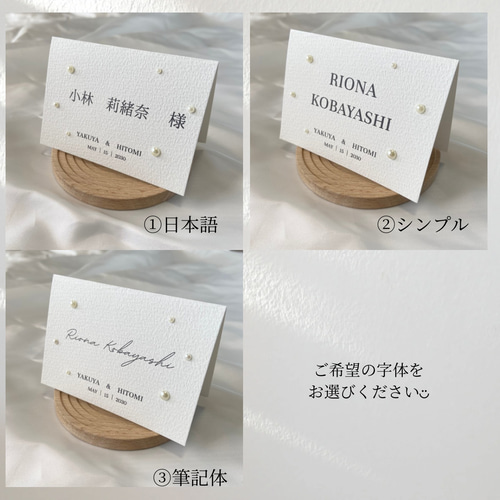 小林 莉緒奈 様
YAKUYA & HITOMI
MAY | 15 | 2030
①日本語
RIONA
KOBAYASHI
YAKUYA & HITOMI
MAY | 15 | 2030
②シンプル
Riona Kobayashi
YAKUYA & HITOMI
MAY | 15 | 2030
③筆記体
ご希望の字体を
お選びください